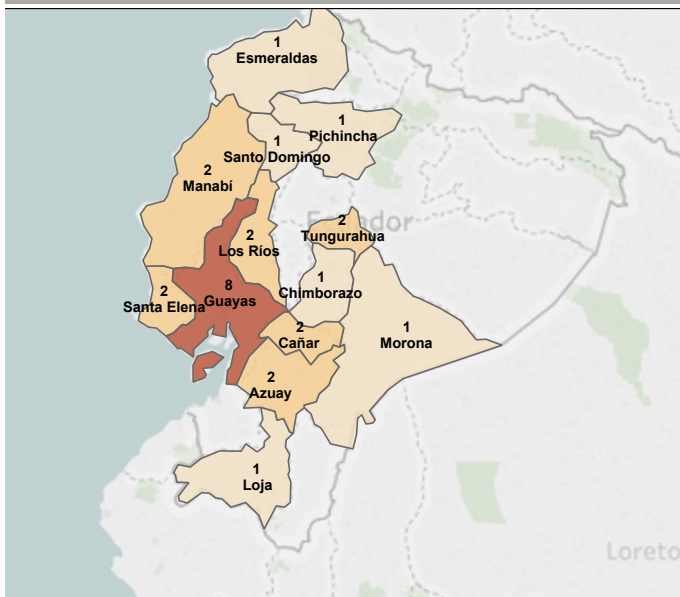 1
Esmeraldas
1
Pichincha
1
Santo Domingo
2
Manabí
2
Tungurahua
2
Los Ríos
1
Chimborazo
8
Guayas
2
Santa Elena
1
Morona
2
Cañar
2
Azuay
1
Loja
Loreto